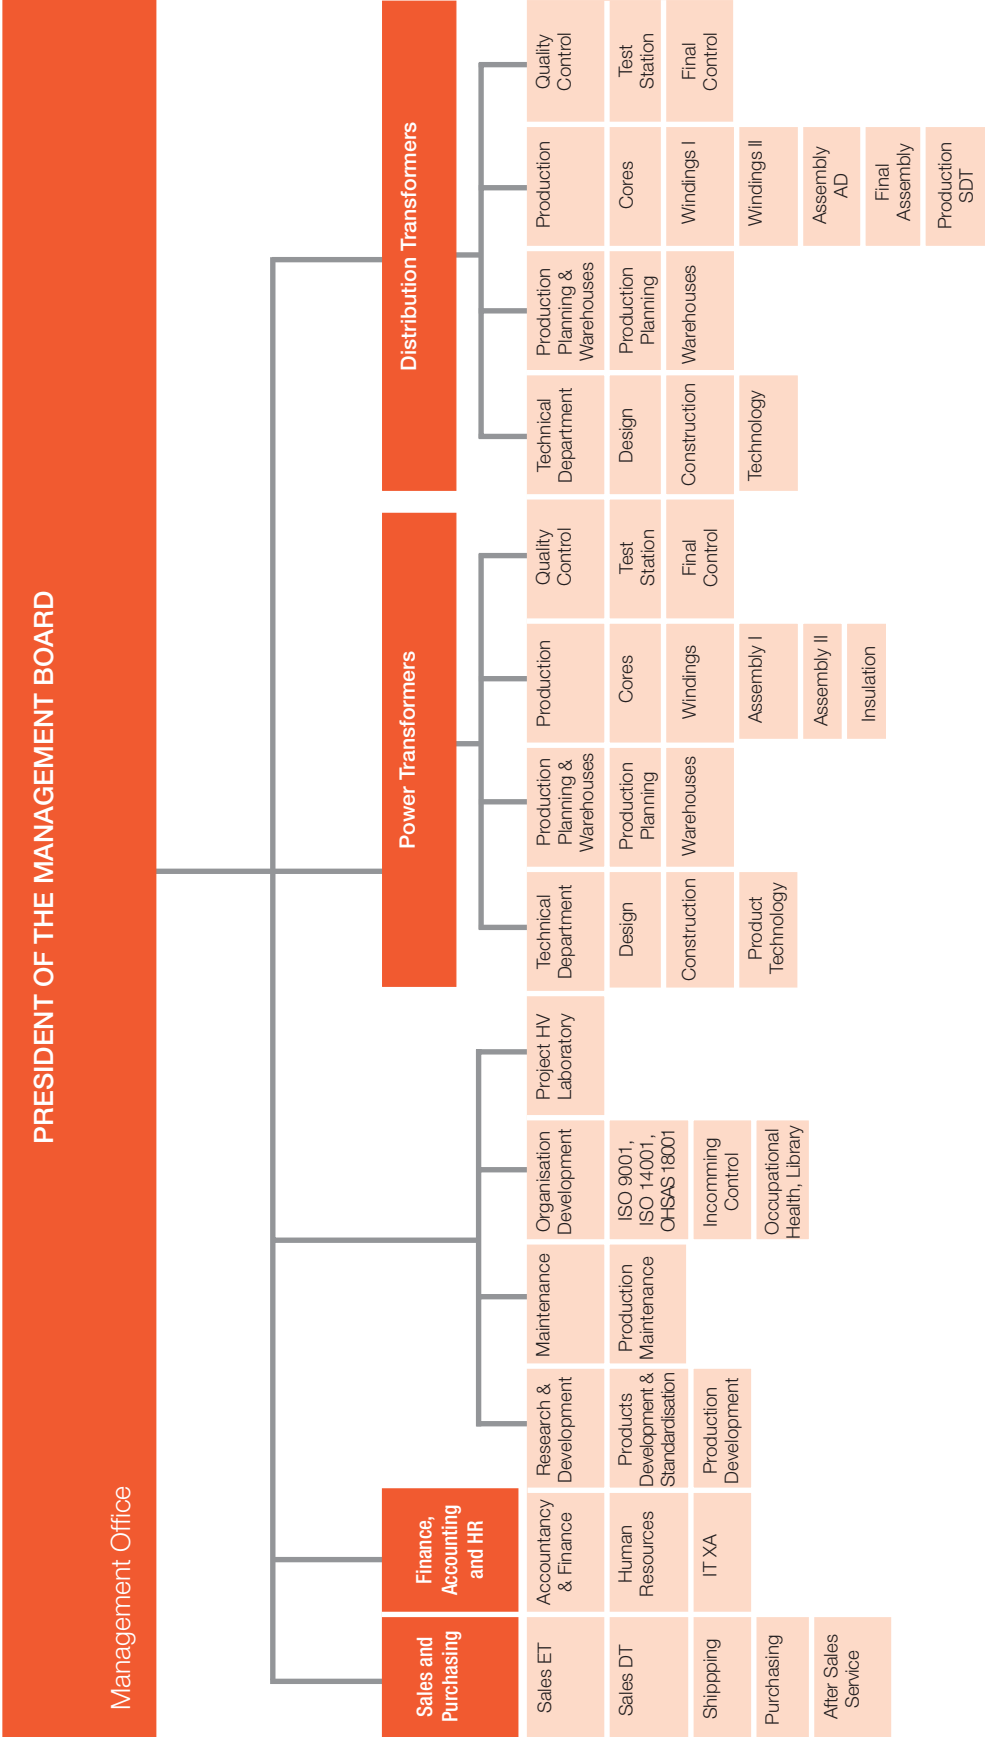 PRESIDENT OF THE MANAGEMENT BOARD
Management Office
Sales and
Purchasing
Sales ET
Sales DT
Shippping
Purchasing
After Sales
Service
Finance,
Accounting
and HR
Accountancy
& Finance
Human
Resources
IT XA
Research &
Development
Products
Development &
Standardisation
Production
Development
Maintenance
Production
Maintenance
Organisation
Development
ISO 9001,
ISO 14001,
OHSAS 18001
Incomming
Control
Occupational
Health, Library
Project HV
Laboratory
Power Transformers
Technical
Department
Design
Construction
Product
Technology
Production
Planning &
Warehouses
Production
Planning
Warehouses
Production
Cores
Windings
Assembly I
Assembly II
Insulation
Quality
Control
Test
Station
Final
Control
Distribution Transformers
Technical
Department
Design
Construction
Technology
Production
Planning &
Warehouses
Production
Planning
Warehouses
Production
Cores
Windings I
Windings II
Assembly
AD
Final
Assembly
Production
SDT
Quality
Control
Test
Station
Final
Control